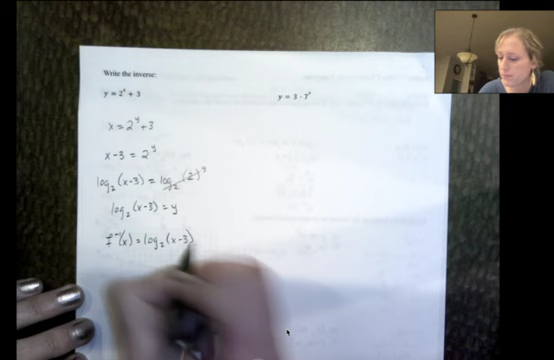 Write the inverse:
y = 2ˣ + 3
y = 3 · 7ˣ
x = 2ʸ + 3
x - 3 = 2ʸ
log₂(x-3) = log₂(2)ʸ
log₂(x-3) = y
f⁻¹(x) = log₂(x-3)